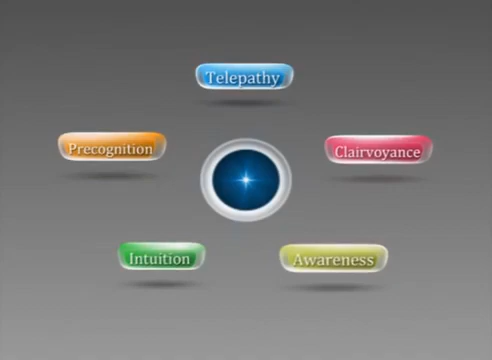 Telepathy
Precognition
Clairvoyance
Intuition
Awareness